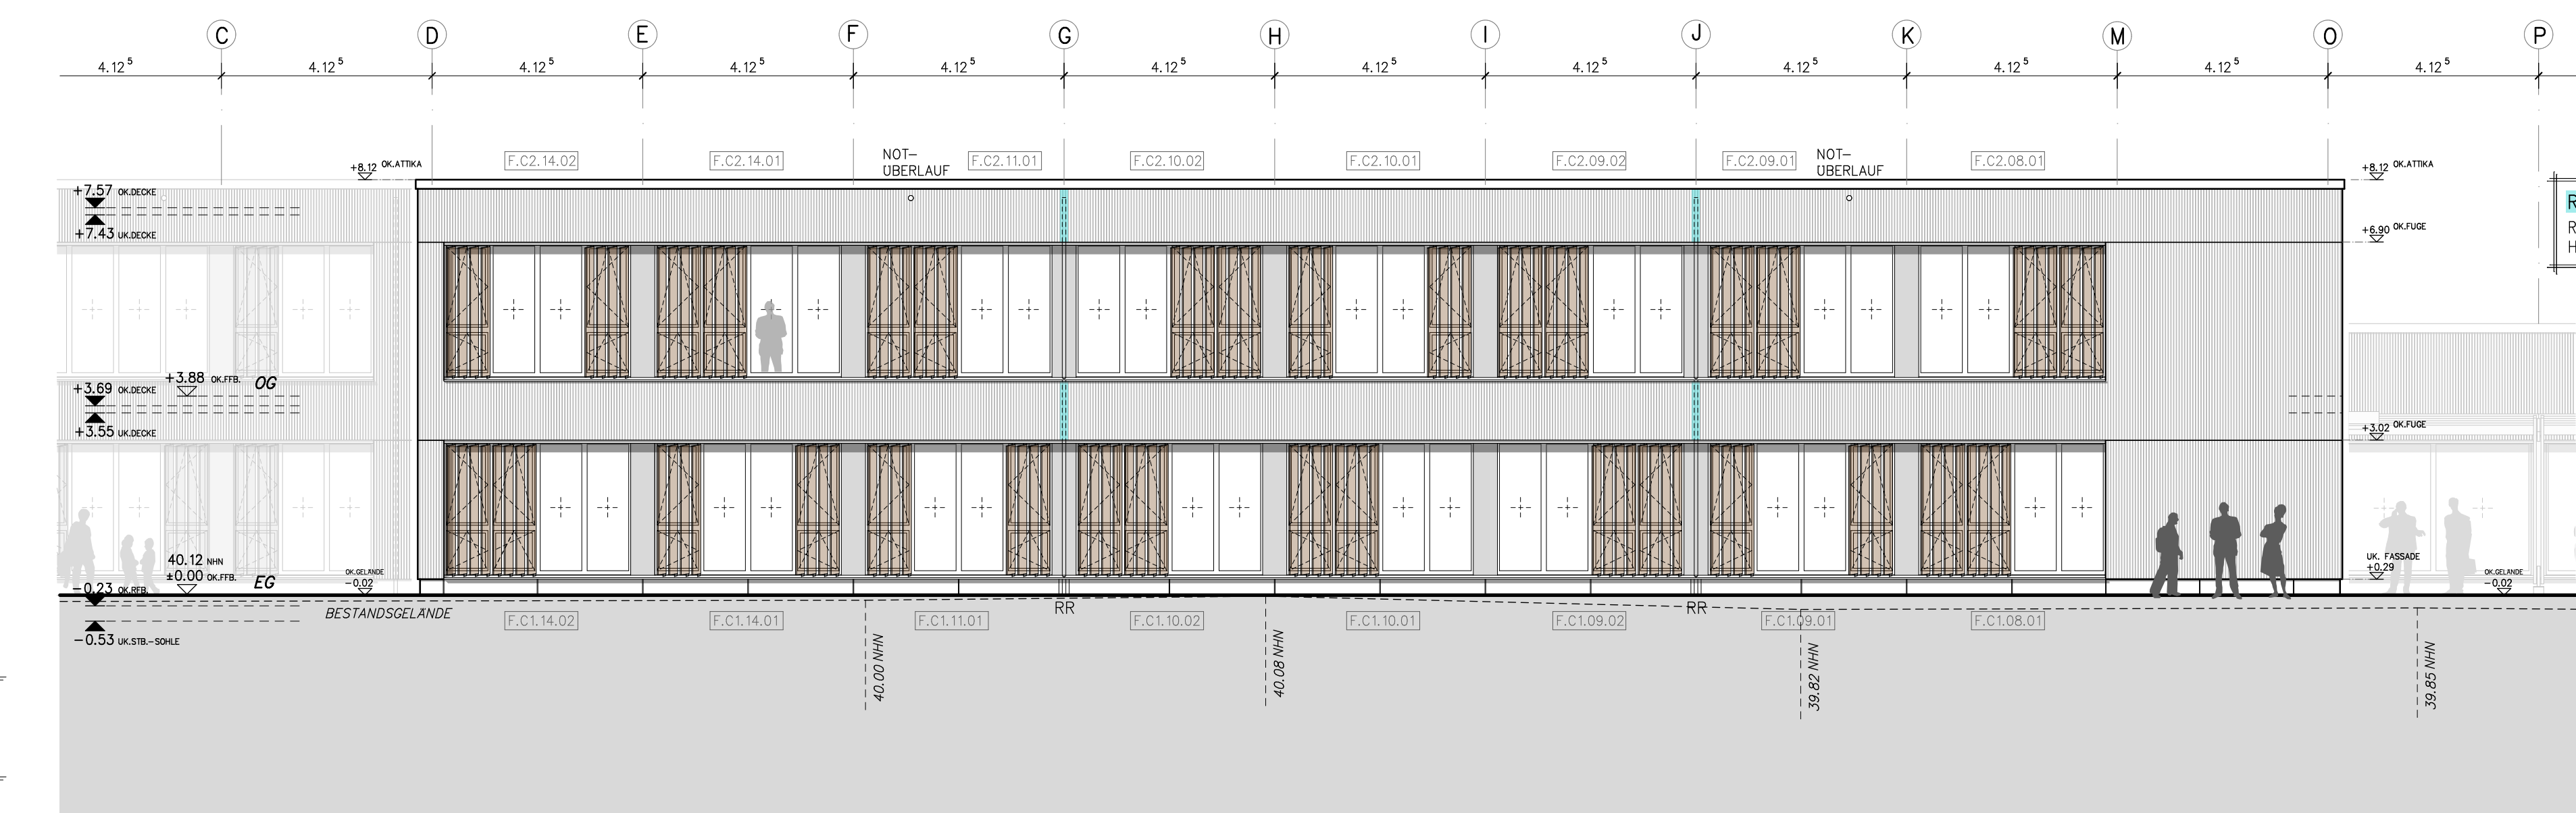 C D E F G H I J K M O P
4.12⁵ 4.12⁵ 4.12⁵ 4.12⁵ 4.12⁵ 4.12⁵ 4.12⁵ 4.12⁵ 4.12⁵ 4.12⁵ 4.12⁵ 4.12⁵
F.C2.14.02 F.C2.14.01 NOT- F.C2.11.01 F.C2.10.02 F.C2.10.01 F.C2.09.02 F.C2.09.01 NOT- F.C2.08.01
ÜBERLAUF ÜBERLAUF
+8.12 OK.ATTIKA +8.12 OK.ATTIKA
+7.57 OK.DECKE
R
+7.43 UK.DECKE +6.90 OK.FUGE R
H
+3.88 OK.FFB. OG
+3.69 OK.DECKE
+3.55 UK.DECKE +3.02 OK.FUGE
40.12 NHN UK. FASSADE
±0.00 OK.FFB. EG +0.29
OK.GELÄNDE OK.GELÄNDE
-0.02 -0.02
-0.23 OK.RFB.
BESTANDSGELÄNDE RR RR
F.C1.14.02 F.C1.14.01 F.C1.11.01 F.C1.10.02 F.C1.10.01 F.C1.09.02 F.C1.09.01 F.C1.08.01
-0.53 UK.STB.-SOHLE
40.00 NHN 40.08 NHN 39.82 NHN 39.85 NHN